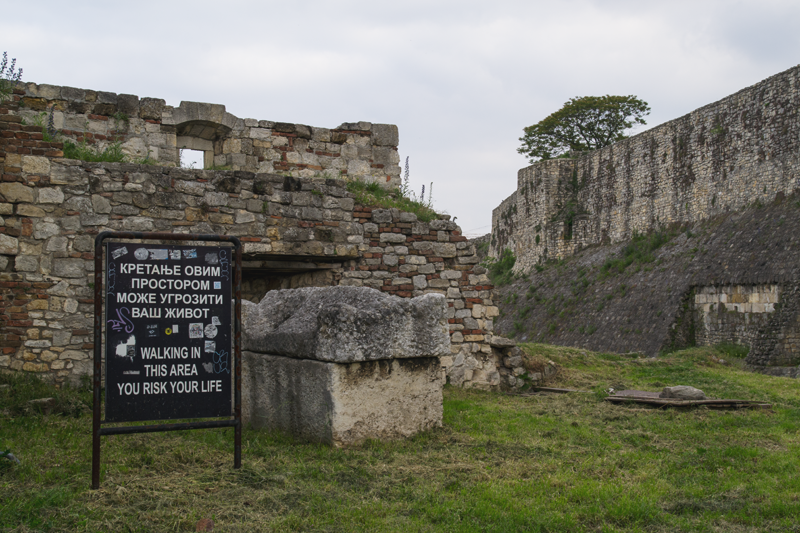 КРЕТАЊЕ ОВИМ
ПРОСТОРОМ
МОЖЕ УГРОЗИТИ
ВАШ ЖИВОТ
WALKING IN
THIS AREA
YOU RISK YOUR LIFE